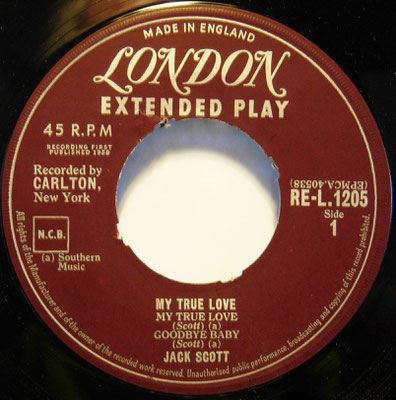 MADE IN ENGLAND
LONDON
EXTENDED PLAY
45 R.P.M
RECORDING FIRST
PUBLISHED 1958
Recorded by
CARLTON,
New York
N.C.B.
(a) Southern
Music
(EPMCA.40538)
RE-L.1205
Side
1
MY TRUE LOVE
MY TRUE LOVE
(Scott) (a)
GOODBYE BABY
(Scott) (a)
JACK SCOTT
All rights of the Manufacturer and of the owner of the recorded work reserved. Unauthorised public performance, broadcasting and copying of this record prohibited.